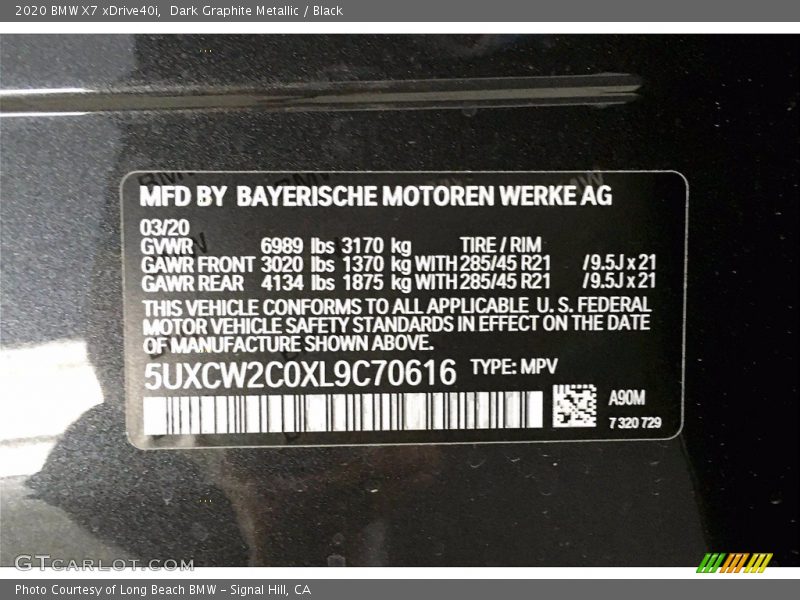 2020 BMW X7 xDrive40i,  Dark Graphite Metallic / Black
MFD BY BAYERISCHE MOTOREN WERKE AG
03/20
GVWR 6989 lbs 3170 kg TIRE / RIM
GAWR FRONT 3020 lbs 1370 kg WITH 285/45 R21 /9.5J x 21
GAWR REAR 4134 lbs 1875 kg WITH 285/45 R21 /9.5J x 21
THIS VEHICLE CONFORMS TO ALL APPLICABLE U. S. FEDERAL
MOTOR VEHICLE SAFETY STANDARDS IN EFFECT ON THE DATE
OF MANUFACTURE SHOWN ABOVE.
5UXCW2C0XL9C70616 TYPE: MPV
A90M
7 320 729
GTCARLOT.COM
Photo Courtesy of Long Beach BMW - Signal Hill, CA